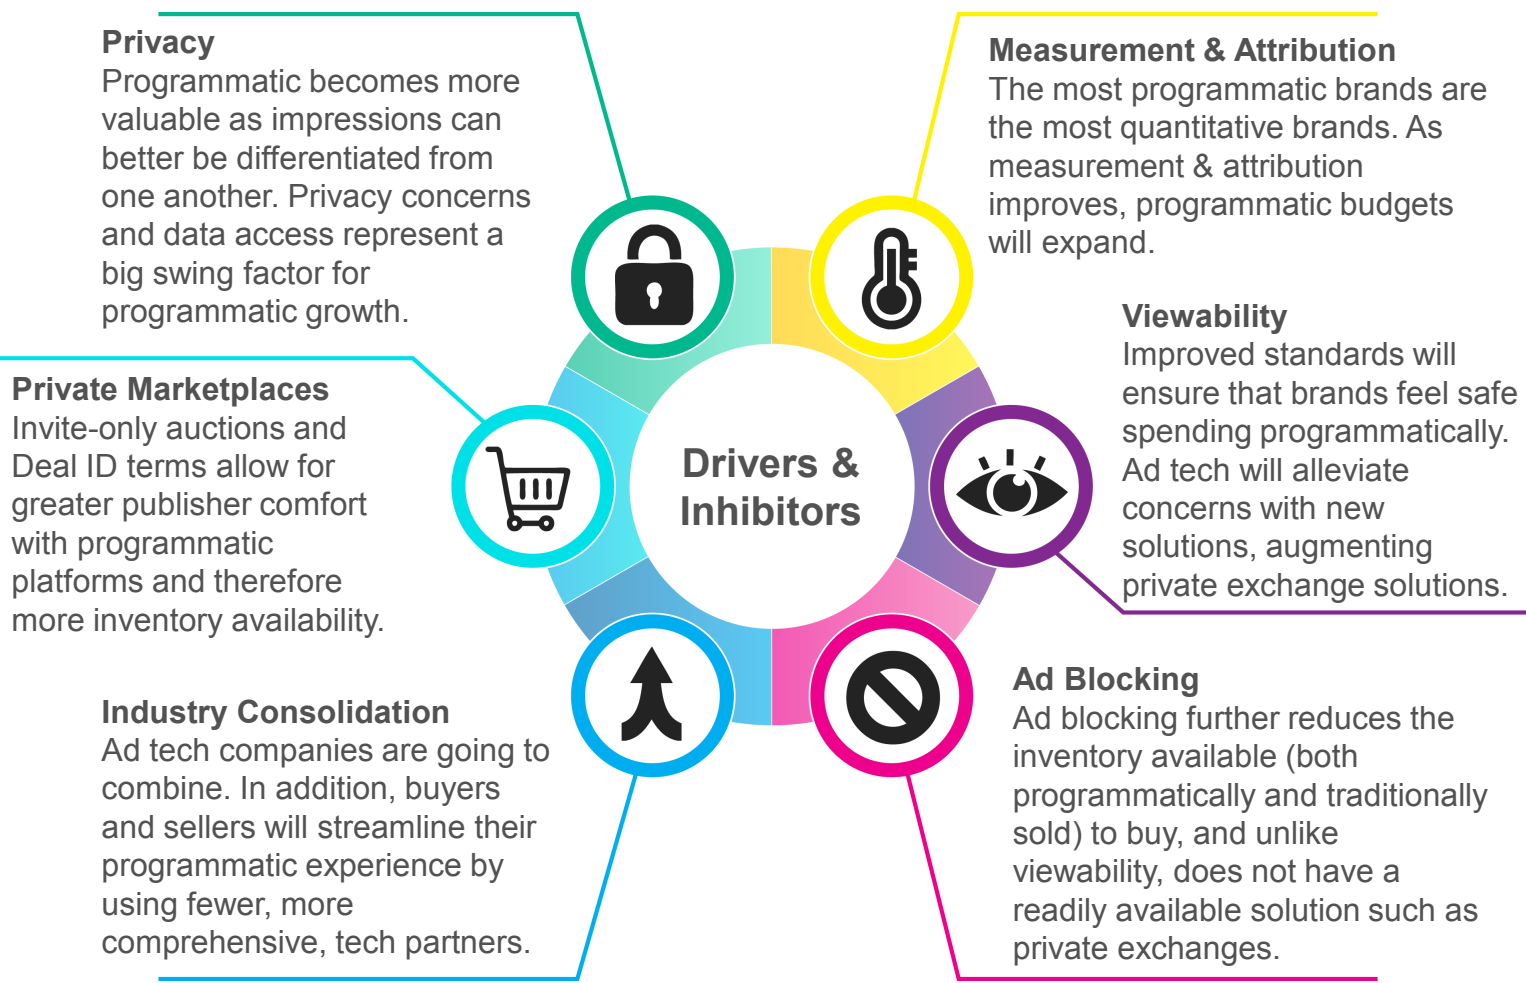 Privacy
Programmatic becomes more
valuable as impressions can
better be differentiated from
one another. Privacy concerns
and data access represent a
big swing factor for
programmatic growth.
Measurement & Attribution
The most programmatic brands are
the most quantitative brands. As
measurement & attribution
improves, programmatic budgets
will expand.
Private Marketplaces
Invite-only auctions and
Deal ID terms allow for
greater publisher comfort
with programmatic
platforms and therefore
more inventory availability.
Drivers &
Inhibitors
Viewability
Improved standards will
ensure that brands feel safe
spending programmatically.
Ad tech will alleviate
concerns with new
solutions, augmenting
private exchange solutions.
Industry Consolidation
Ad tech companies are going to
combine. In addition, buyers
and sellers will streamline their
programmatic experience by
using fewer, more
comprehensive, tech partners.
Ad Blocking
Ad blocking further reduces the
inventory available (both
programmatically and traditionally
sold) to buy, and unlike
viewability, does not have a
readily available solution such as
private exchanges.